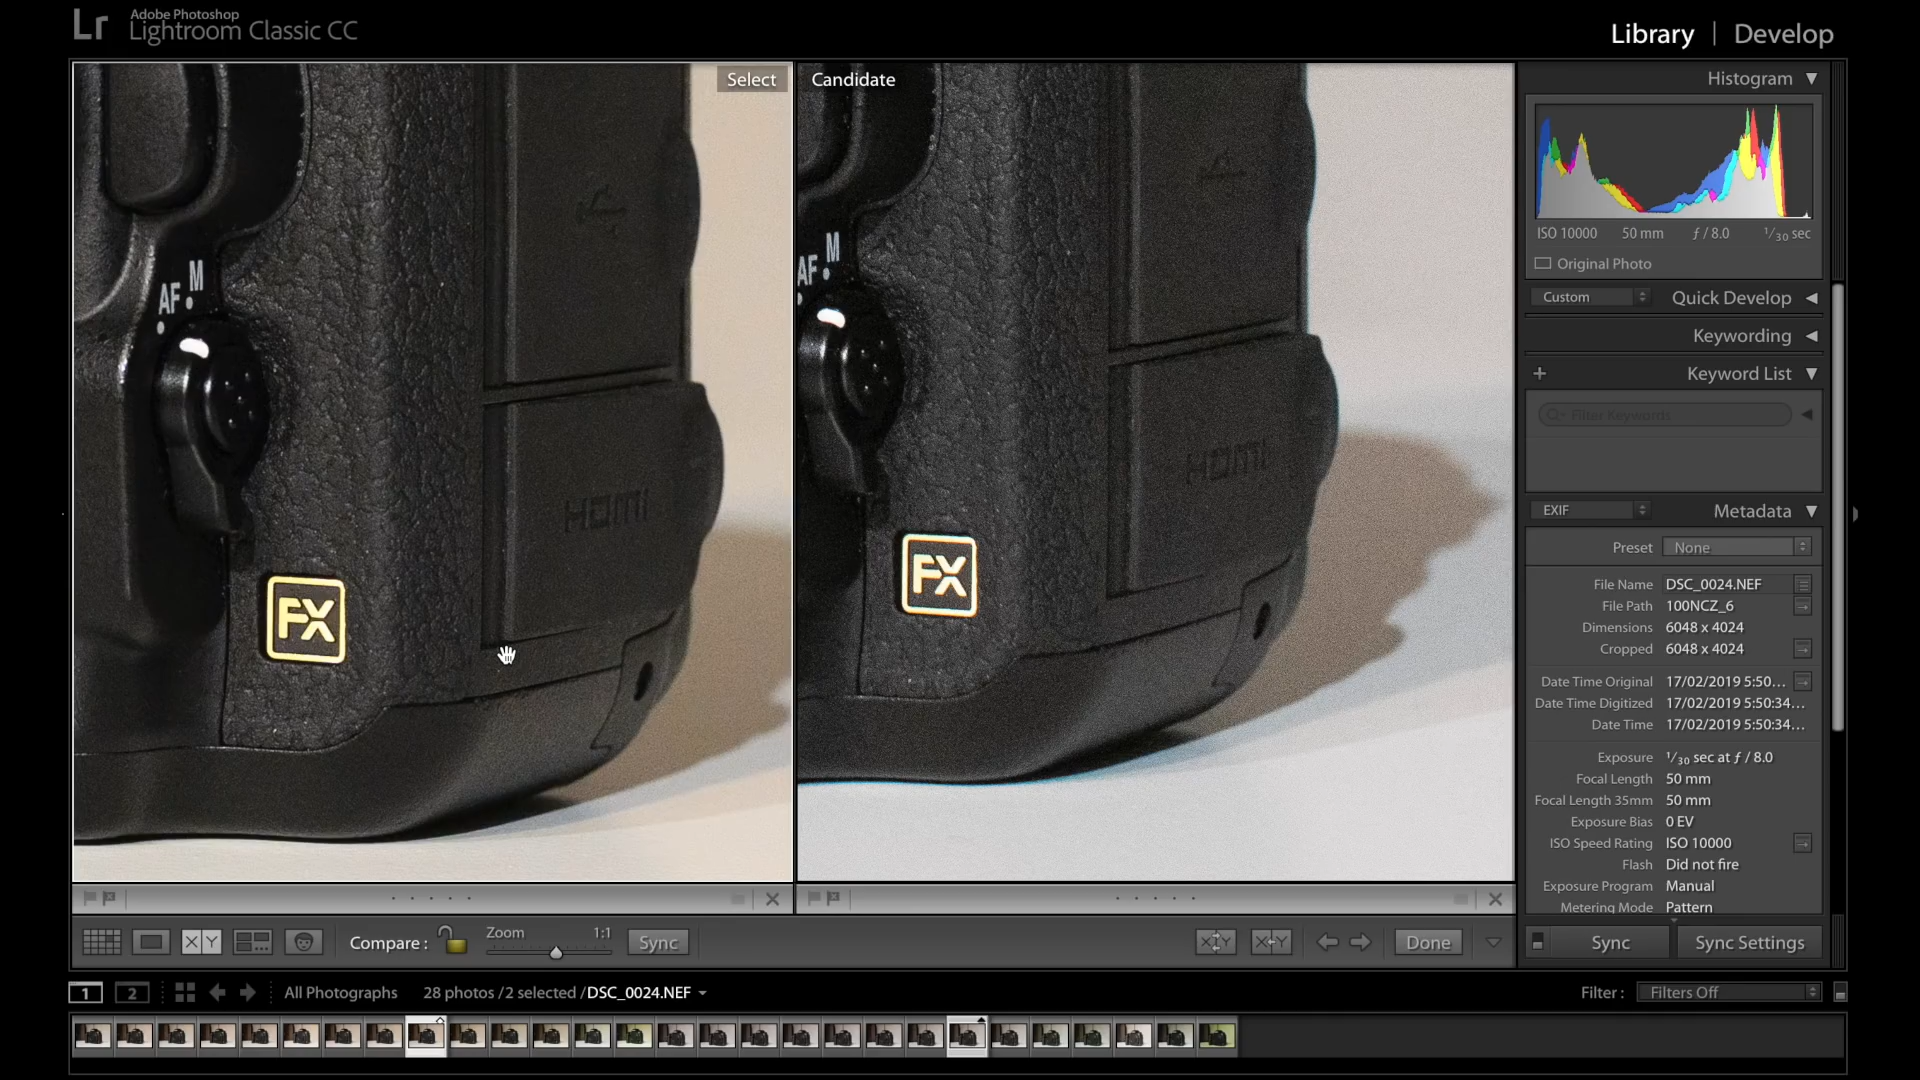 Lr
Adobe Photoshop
Lightroom Classic CC
Library | Develop
Select
Candidate
AF M
HDMI
FX
AF M
HDMI
FX
Histogram
ISO 10000 50 mm ƒ / 8.0 1/30 sec
Original Photo
Custom Quick Develop
Keywording
+ Keyword List
Filter Keywords
EXIF Metadata
Preset None
File Name DSC_0024.NEF
File Path 100NCZ_6
Dimensions 6048 x 4024
Cropped 6048 x 4024
Date Time Original 17/02/2019 5:50...
Date Time Digitized 17/02/2019 5:50:34...
Date Time 17/02/2019 5:50:34...
Exposure 1/30 sec at ƒ / 8.0
Focal Length 50 mm
Focal Length 35mm 50 mm
Exposure Bias 0 EV
ISO Speed Rating ISO 10000
Flash Did not fire
Exposure Program Manual
Metering Mode Pattern
XY Compare : Zoom 1:1 Sync
XY XY Done
Sync Sync Settings
1 2 All Photographs 28 photos /2 selected /DSC_0024.NEF
Filter : Filters Off